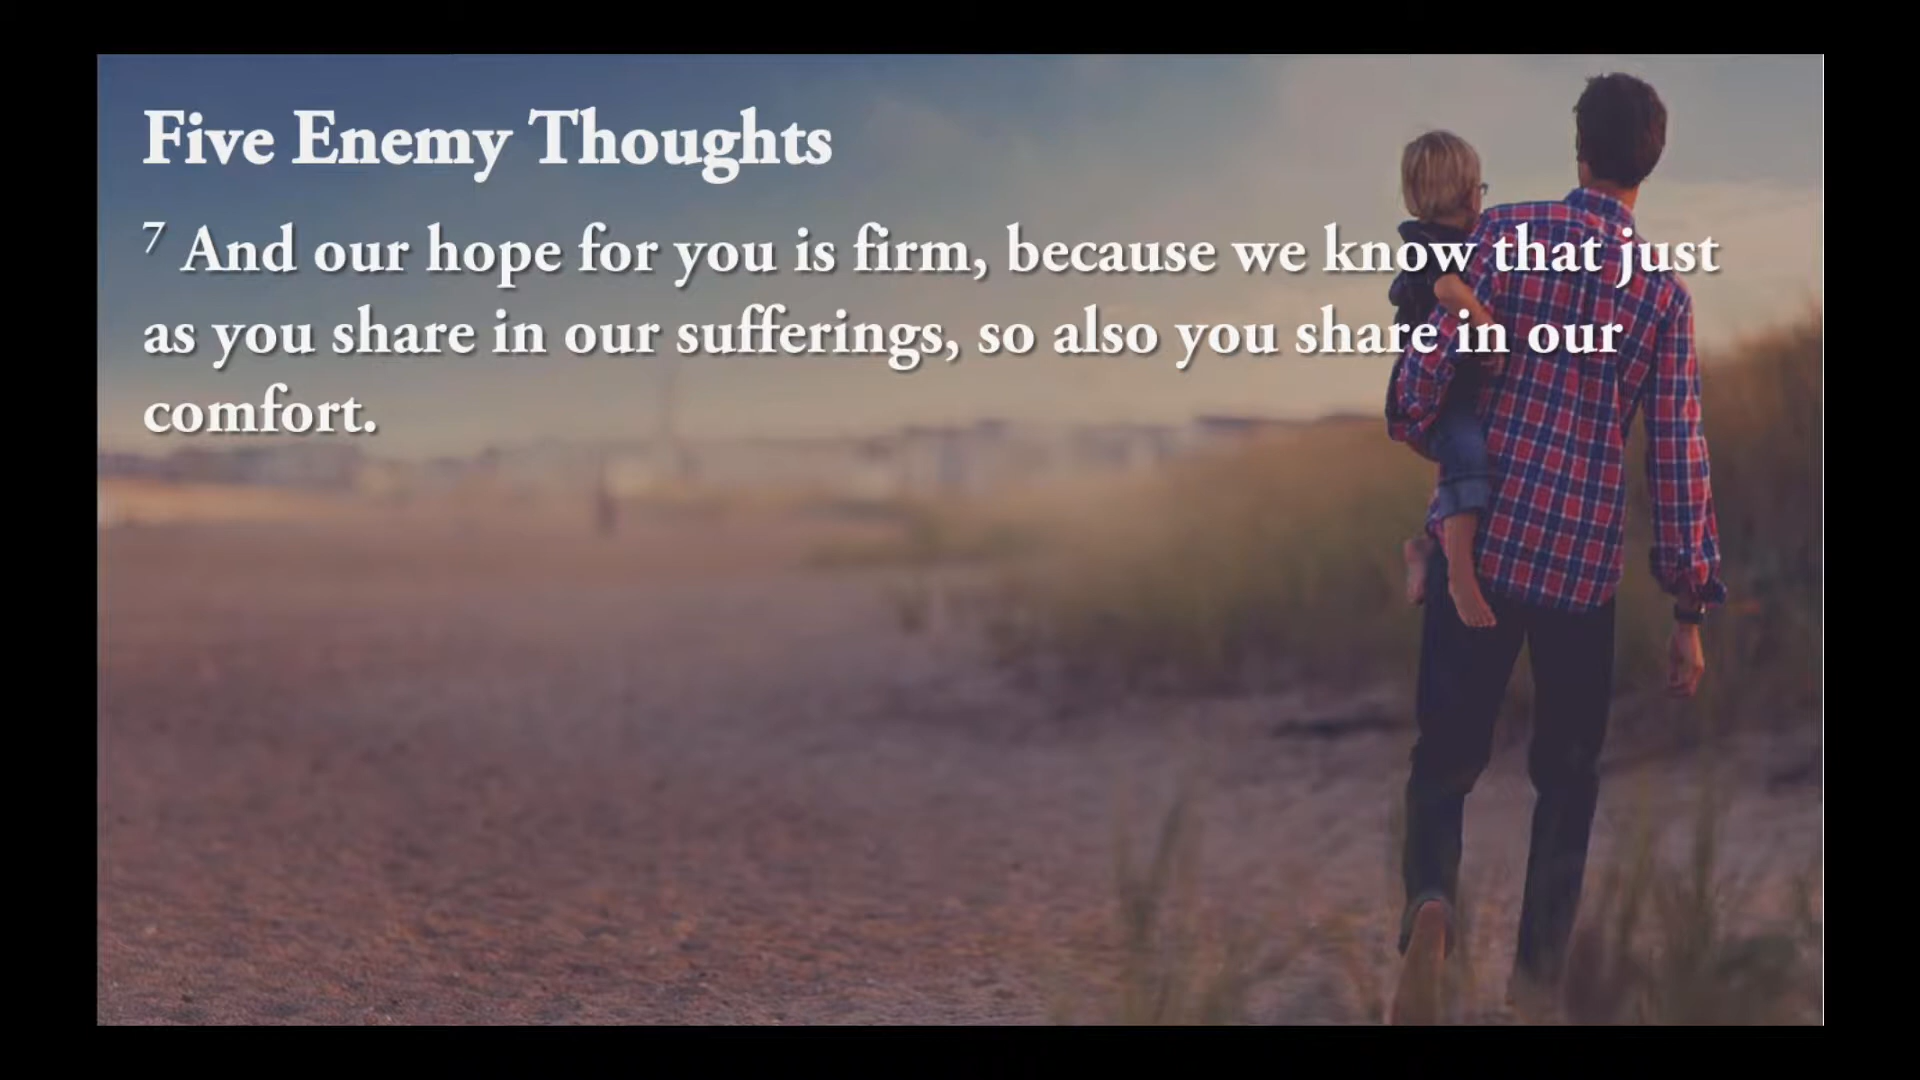 Five Enemy Thoughts
7 And our hope for you is firm, because we know that just
as you share in our sufferings, so also you share in our
comfort.